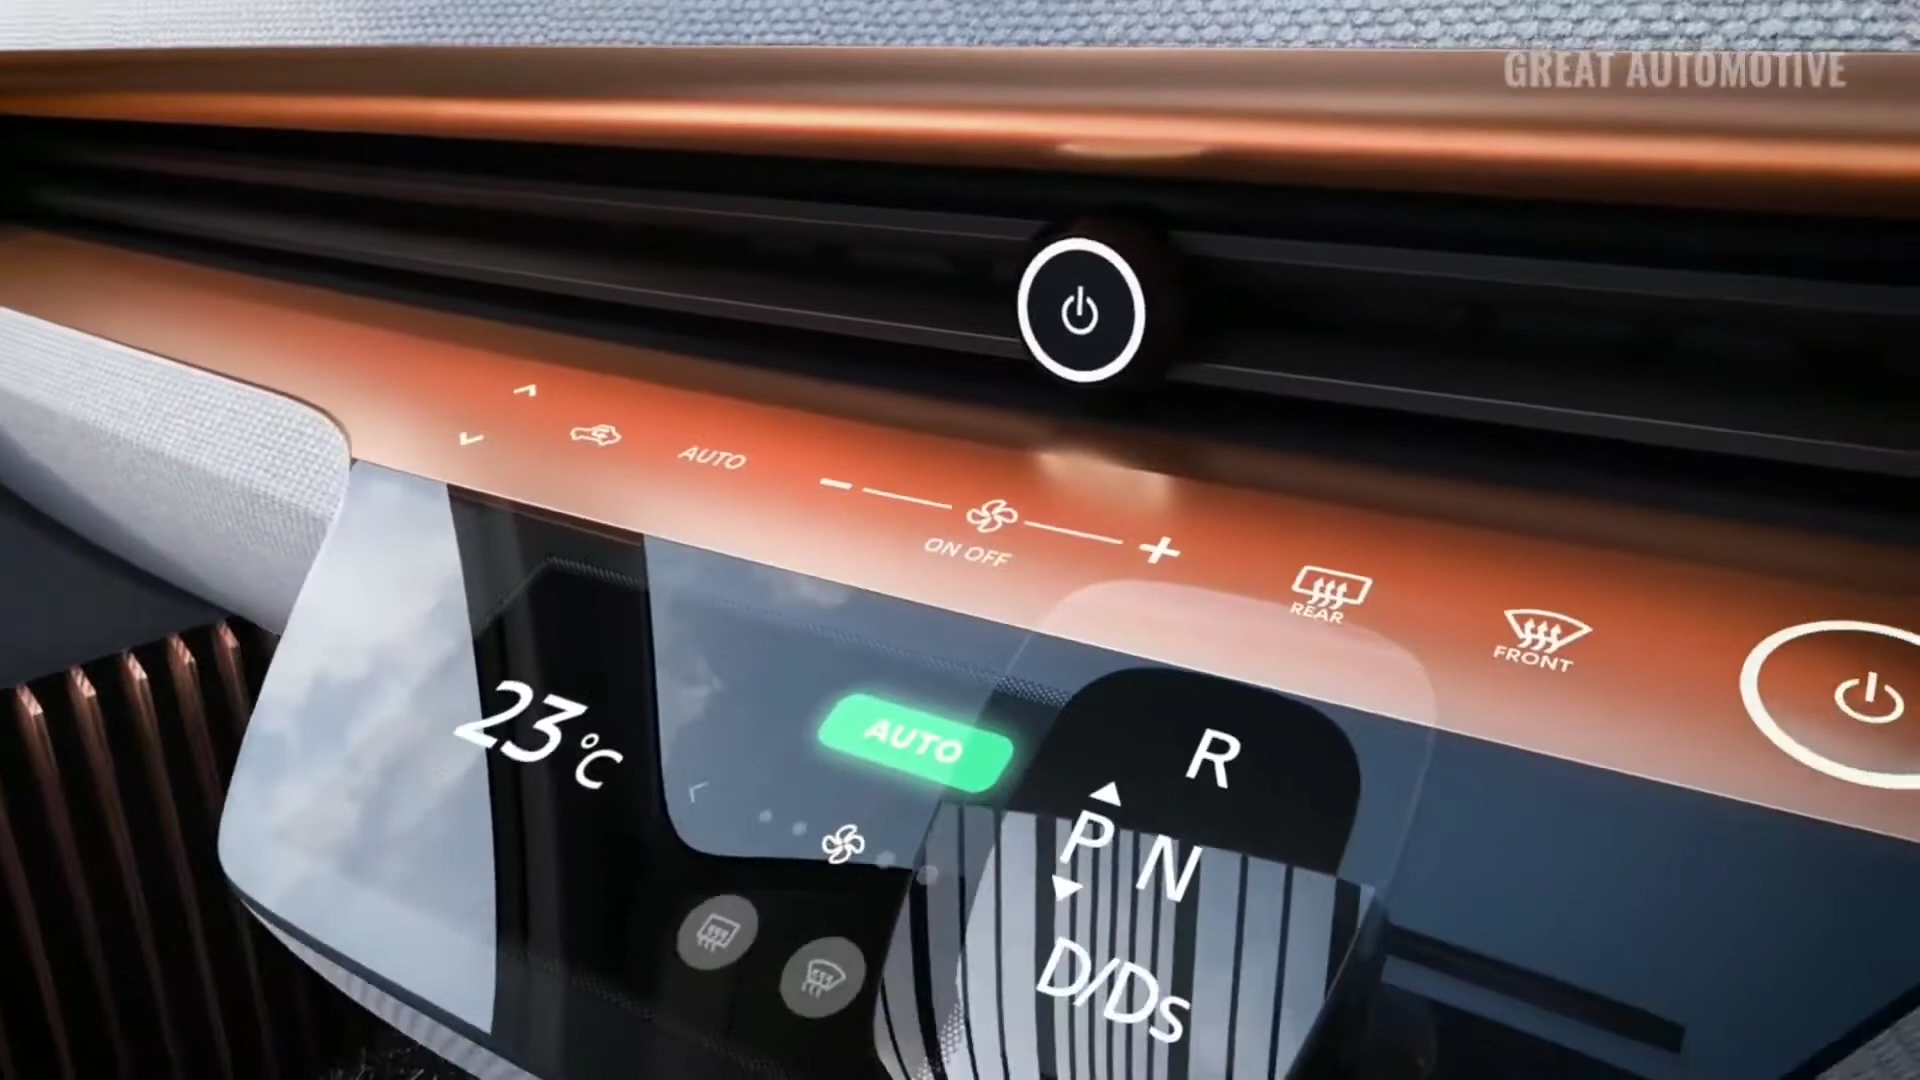 GREAT AUTOMOTIVE
AUTO
ON OFF
REAR
FRONT
23°C
AUTO
R
P N
D/Ds